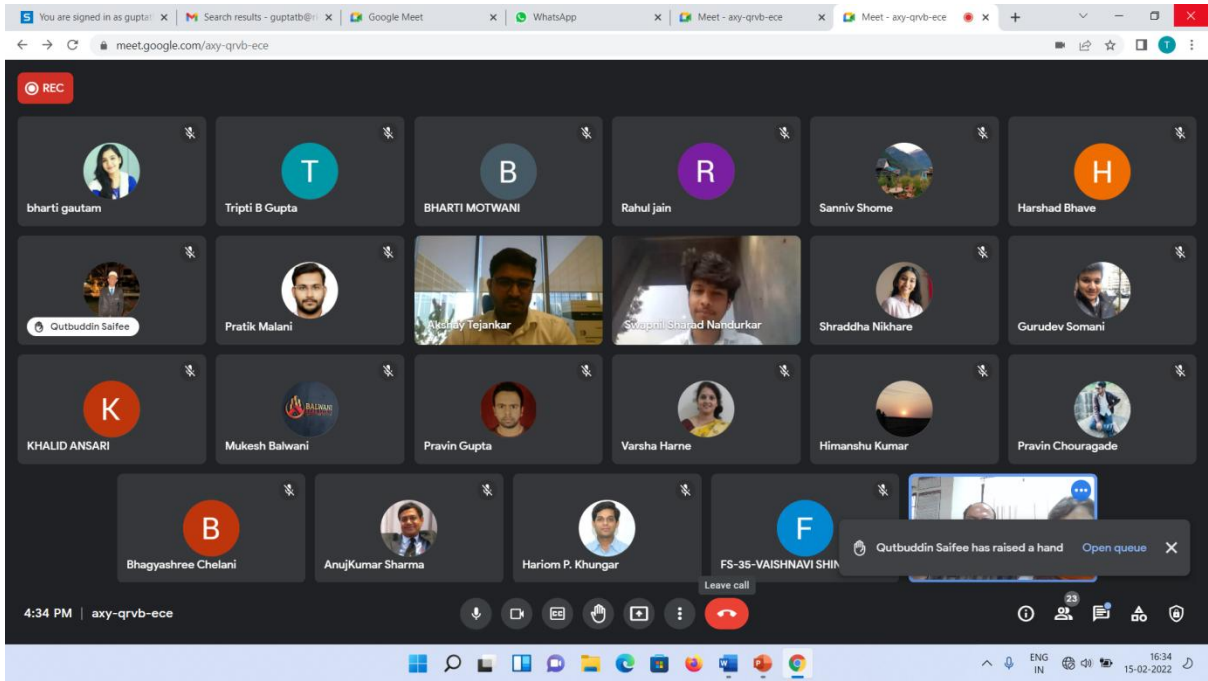 You are signed in as guptat
Search results - guptatb@r
Google Meet
WhatsApp
Meet - axy-qrvb-ece
Meet - axy-qrvb-ece
meet.google.com/axy-qrvb-ece
T
REC
T
B
R
H
bharti gautam
Tripti B Gupta
BHARTI MOTWANI
Rahul jain
Sanniv Shome
Harshad Bhave
Qutbuddin Saifee
Pratik Malani
Akshay Tejankar
Swapnil Sharad Nandurkar
Shraddha Nikhare
Gurudev Somani
K
BALWANI
KHALID ANSARI
Mukesh Balwani
Pravin Gupta
Varsha Harne
Himanshu Kumar
Pravin Chouragade
B
F
Bhagyashree Chelani
AnujKumar Sharma
Hariom P. Khungar
FS-35-VAISHNAVI SHIN
Qutbuddin Saifee has raised a hand Open queue
Leave call
4:34 PM | axy-qrvb-ece
CC
23
ENG
IN
16:34
15-02-2022